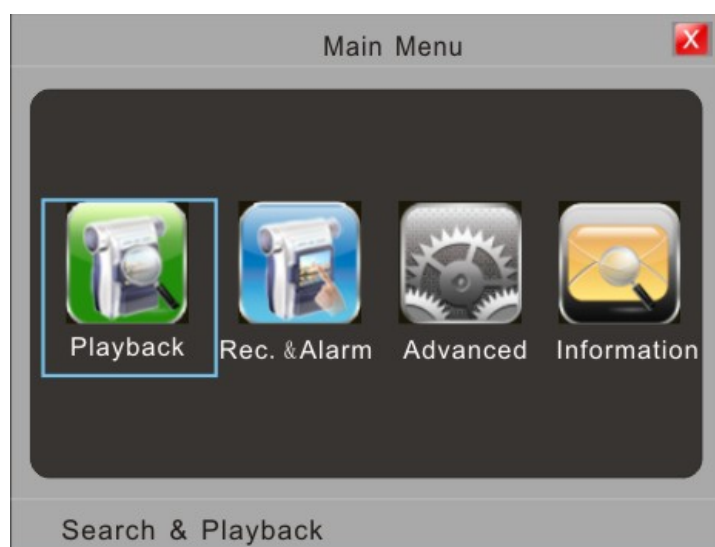 Main Menu
X
Playback Rec. &Alarm Advanced Information
Search & Playback